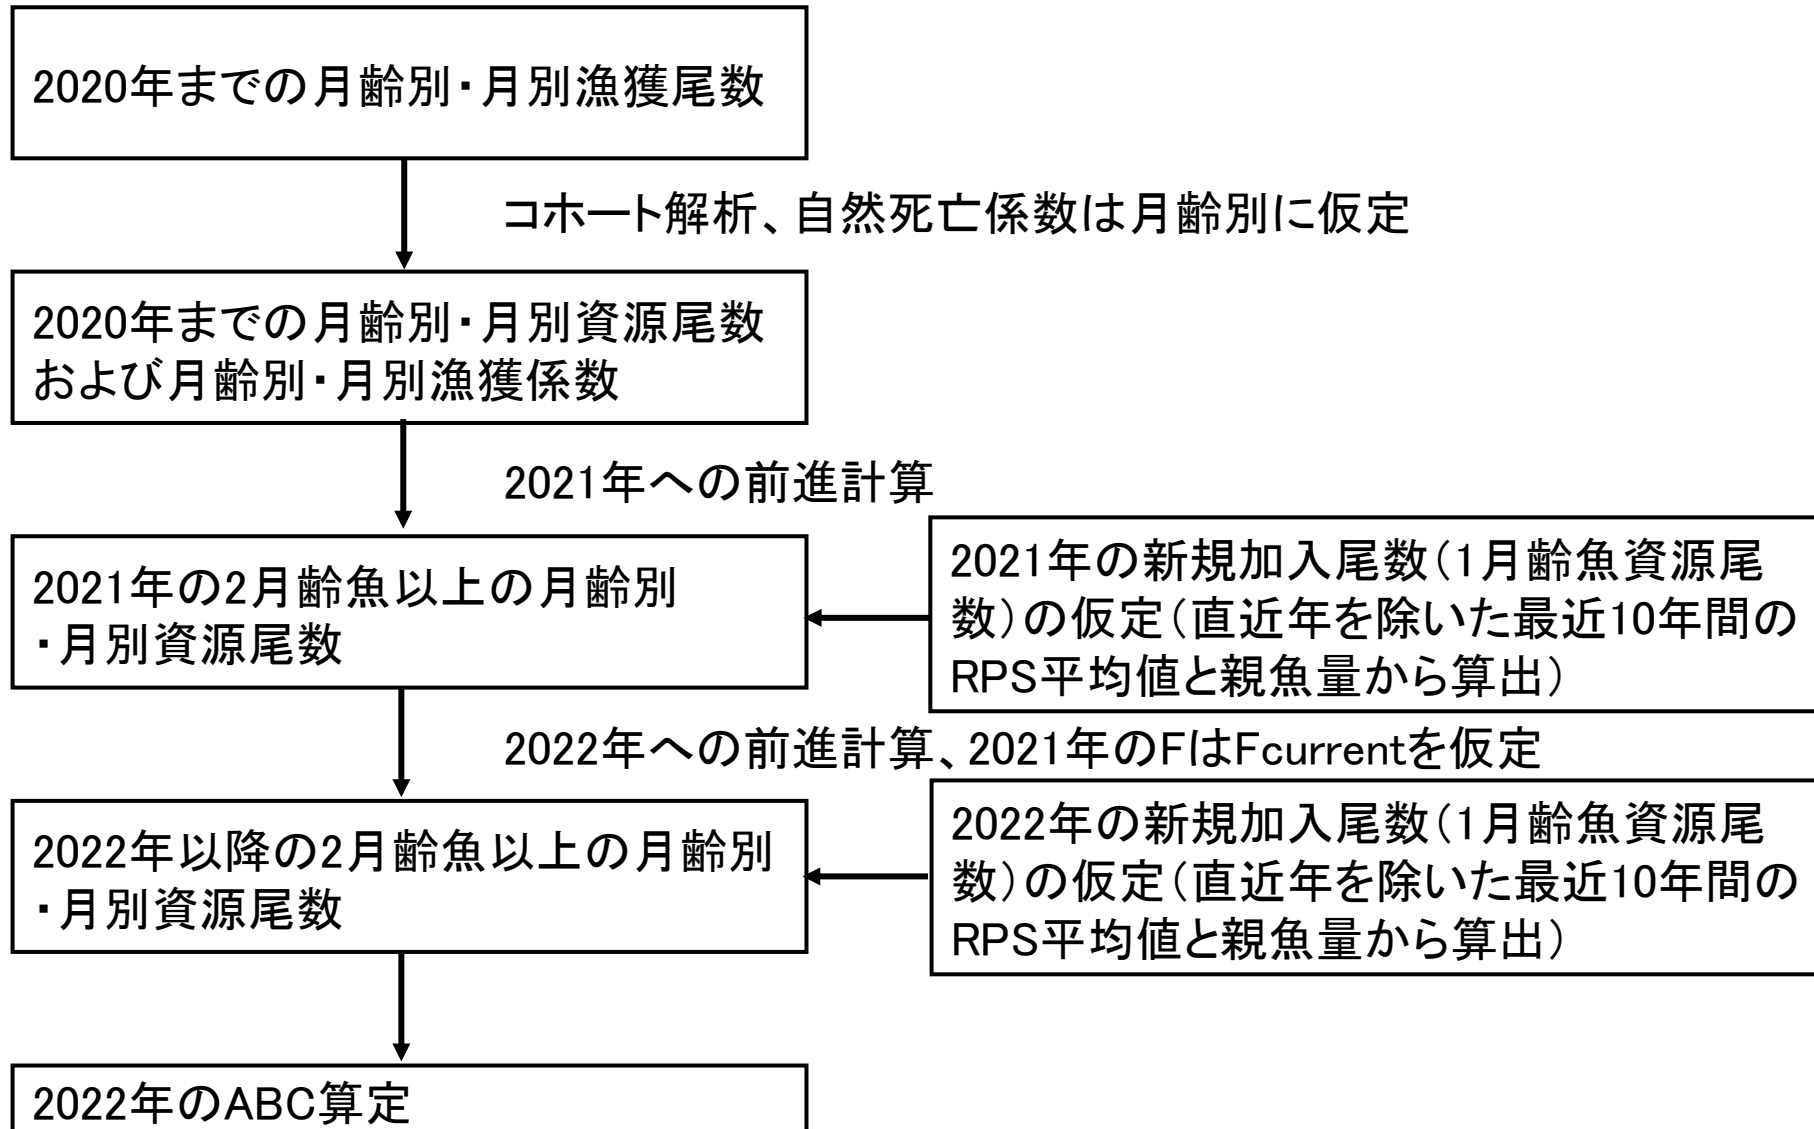 2020年までの月齢別・月別漁獲尾数
コホート解析、自然死亡係数は月齢別に仮定
2020年までの月齢別・月別資源尾数
および月齢別・月別漁獲係数
2021年への前進計算
2021年の2月齢魚以上の月齢別
・月別資源尾数
2021年の新規加入尾数（1月齢魚資源尾
数）の仮定（直近年を除いた最近10年間の
RPS平均値と親魚量から算出）
2022年への前進計算、2021年のFはFcurrentを仮定
2022年以降の2月齢魚以上の月齢別
・月別資源尾数
2022年の新規加入尾数（1月齢魚資源尾
数）の仮定（直近年を除いた最近10年間の
RPS平均値と親魚量から算出）
2022年のABC算定